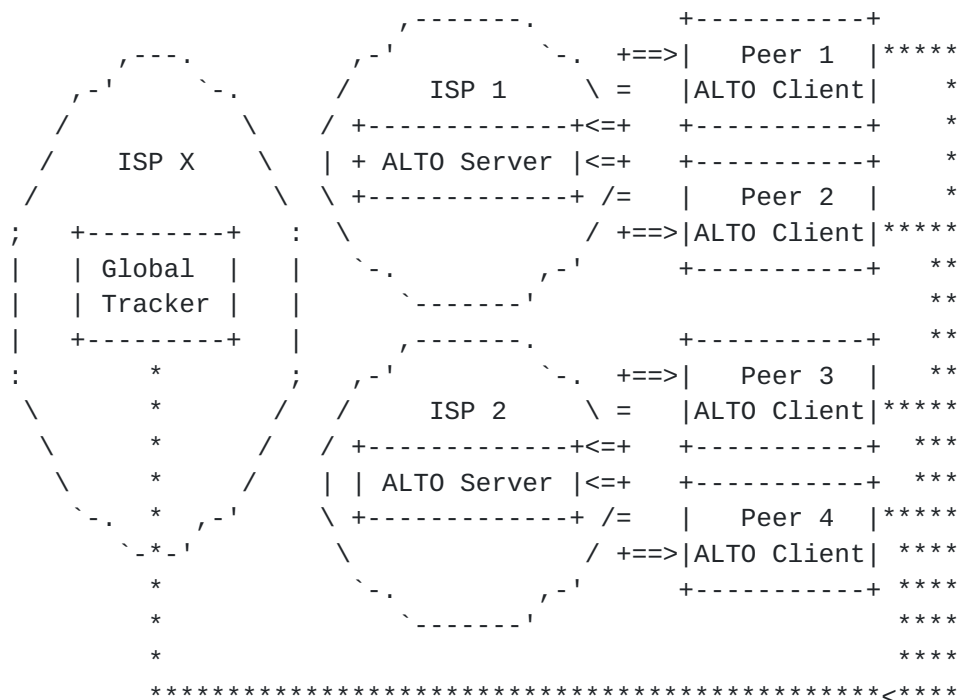 ,-------.         +-----------+
  ,---.           ,-'       `-.  +==>|   Peer 1  |*****
,-'     `-.      /     ISP 1     \ =   |ALTO Client|    *
/           \    / +-------------+<=+   +-----------+    *
/    ISP X    \   | + ALTO Server |<=+   +-----------+    *
/               \  \ +-------------+ /=   |   Peer 2  |    *
;   +---------+   :  \               / +==>|ALTO Client|*****
|   | Global  |   |   `-.         ,-'     +-----------+   **
|   | Tracker |   |      `-------'                        **
|   +---------+   |      ,-------.        +-----------+   **
:        *        ;   ,-'         `-.  +==>|   Peer 3  |   **
\       *       /   /     ISP 2     \ =   |ALTO Client|*****
\      *      /   / +-------------+<=+   +-----------+  ***
\     *     /    | | ALTO Server |<=+   +-----------+  ***
`-.  *  ,-'     \ +-------------+ /=   |   Peer 4  |*****
`-*-'         \               / +==>|ALTO Client| ****
*            `-.         ,-'     +-----------+ ****
*               `-------'                      ****
*                                              ****
***********************************************<****